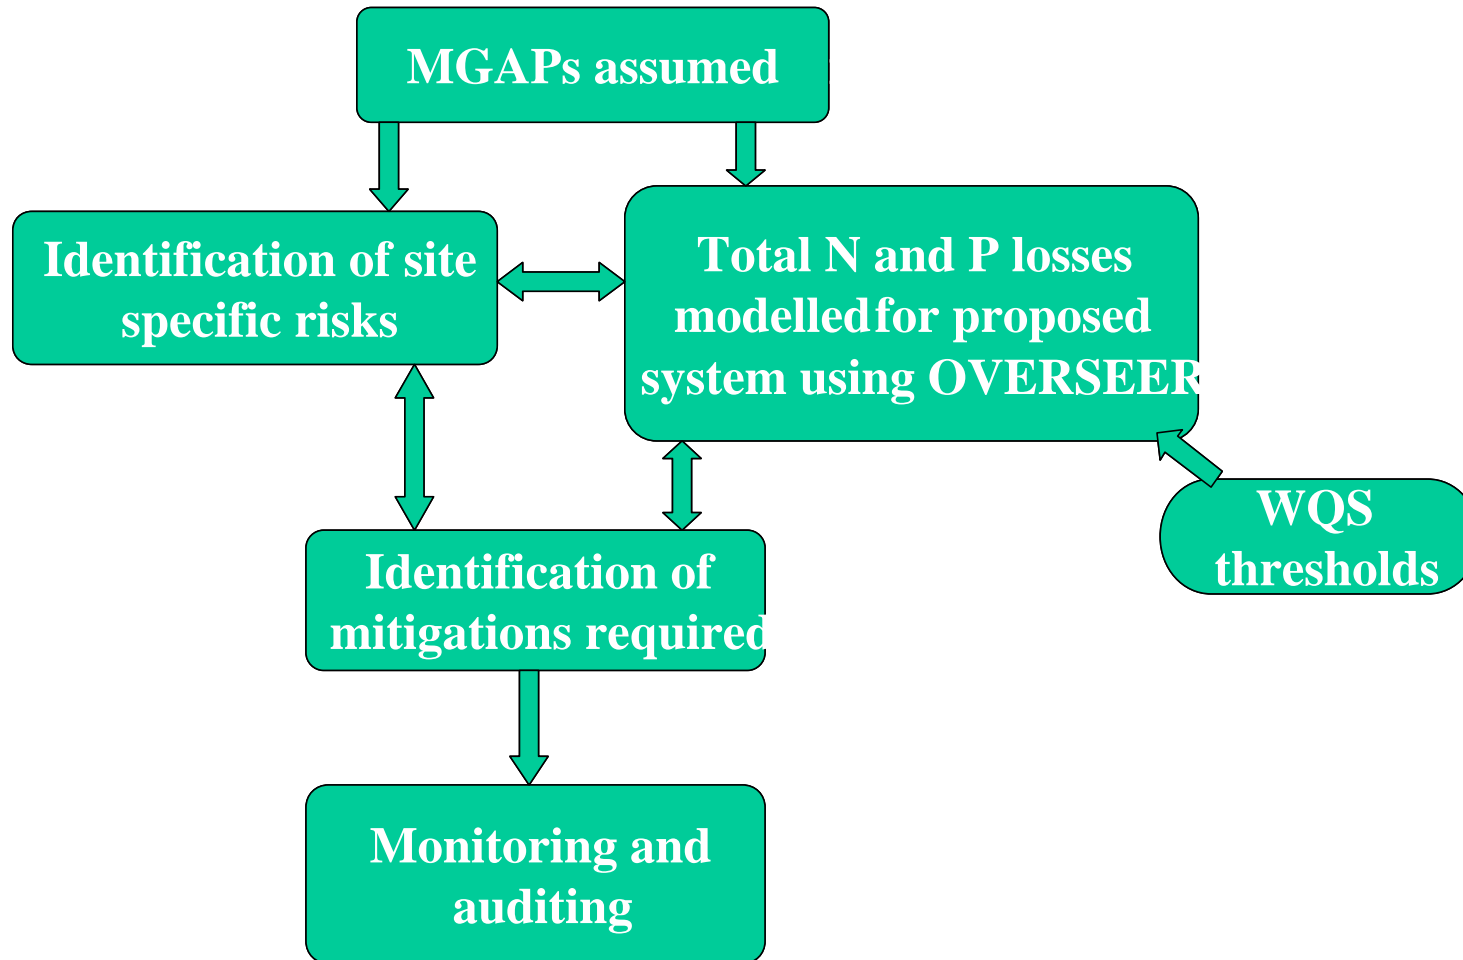 MGAPs assumed
Identification of site
specific risks
Total N and P losses
modelled for proposed
system using OVERSEER
WQS
thresholds
Identification of
mitigations required
Monitoring and
auditing